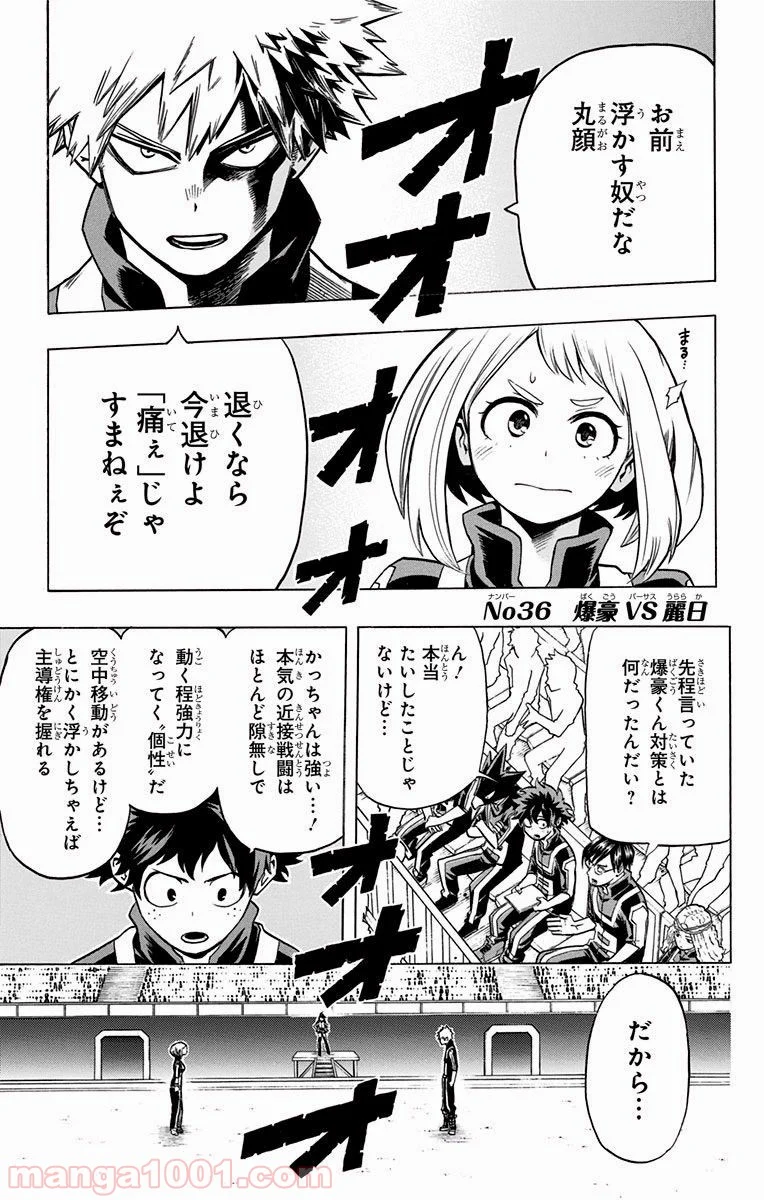 お前
浮かす奴だな
丸顔
オ
オ
まる…
退くなら
今退けよ
「痛ぇ」じゃ
すまねぇぞ
オ
オ
No36 爆豪 VS 麗日
先程言っていた
爆豪くん対策とは
何だったんだい?
ん!
本当
たいしたことじゃ
ないけど…
かっちゃんは強い…!
本気の近接戦闘は
ほとんど隙無しで
動く程強力に
なってく〝個性〟だ
空中移動があるけど…
とにかく浮かしちゃえば
主導権を握れる
オ
オ
だから…
オ
manga1001.com